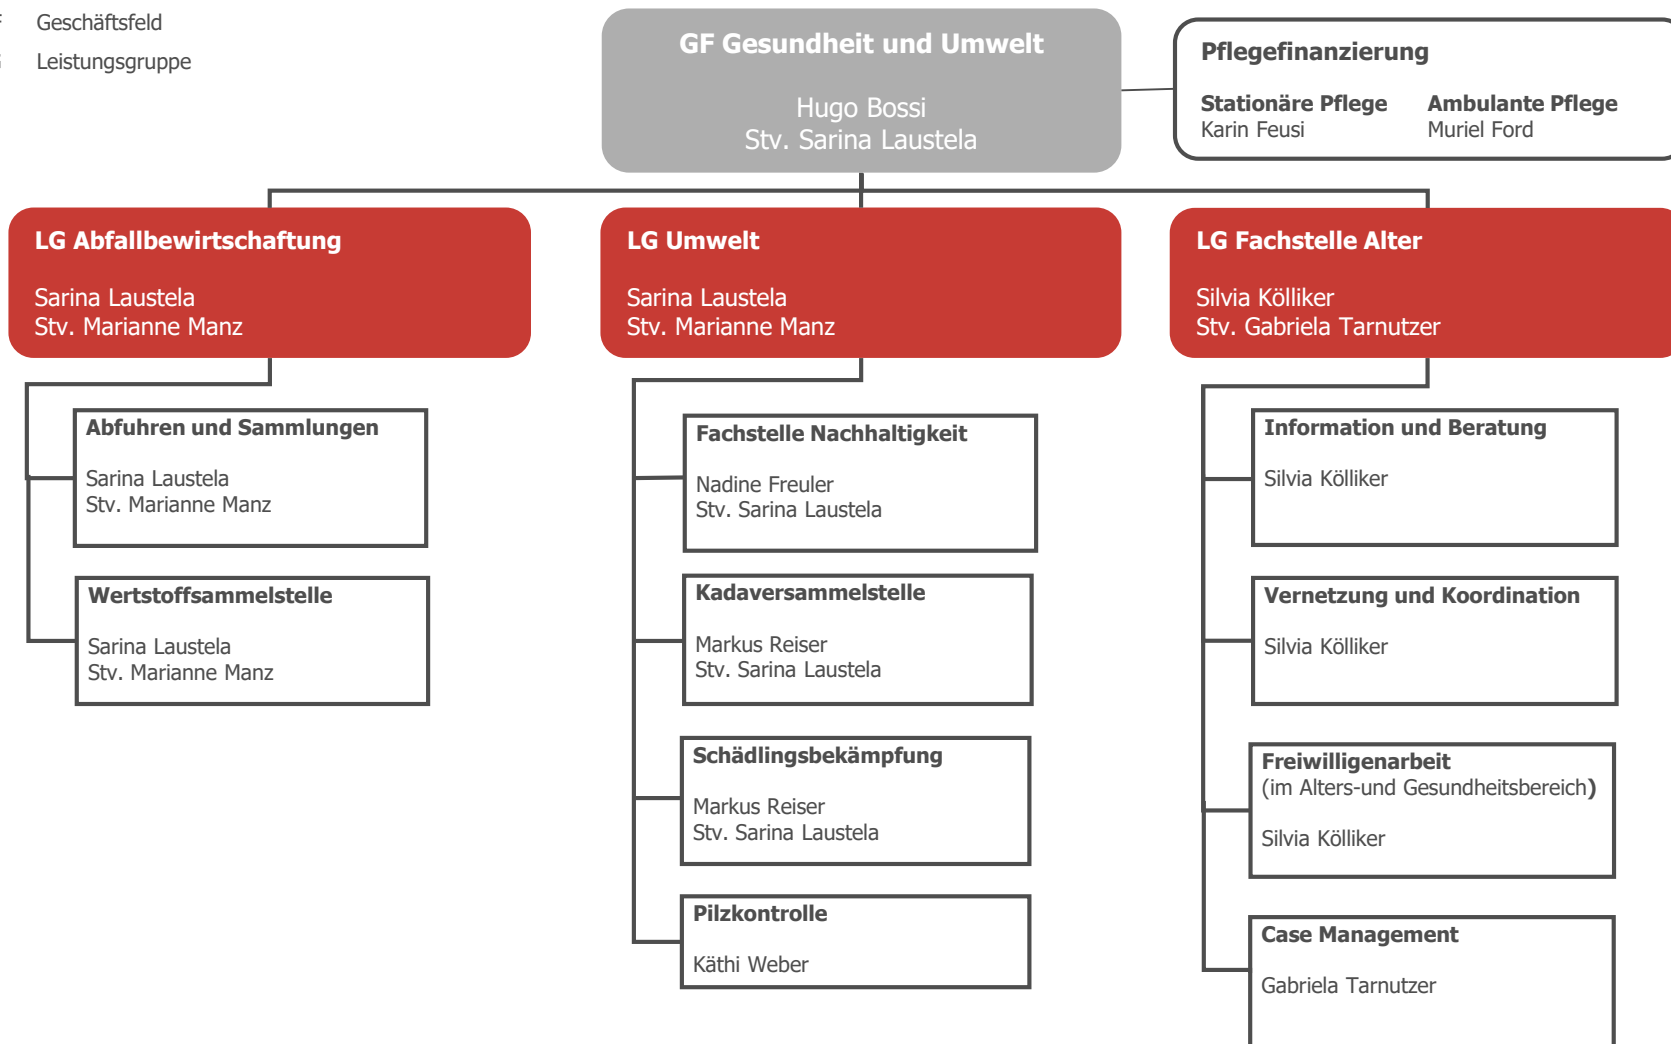 Geschäftsfeld
Leistungsgruppe
GF Gesundheit und Umwelt
Hugo Bossi
Stv. Sarina Laustela
Pflegefinanzierung
Stationäre Pflege Ambulante Pflege
Karin Feusi Muriel Ford
LG Abfallbewirtschaftung
Sarina Laustela
Stv. Marianne Manz
LG Umwelt
Sarina Laustela
Stv. Marianne Manz
LG Fachstelle Alter
Silvia Kölliker
Stv. Gabriela Tarnutzer
Abfuhren und Sammlungen
Sarina Laustela
Stv. Marianne Manz
Wertstoffsammelstelle
Sarina Laustela
Stv. Marianne Manz
Fachstelle Nachhaltigkeit
Nadine Freuler
Stv. Sarina Laustela
Kadaversammelstelle
Markus Reiser
Stv. Sarina Laustela
Schädlingsbekämpfung
Markus Reiser
Stv. Sarina Laustela
Pilzkontrolle
Käthi Weber
Information und Beratung
Silvia Kölliker
Vernetzung und Koordination
Silvia Kölliker
Freiwilligenarbeit
(im Alters-und Gesundheitsbereich)
Silvia Kölliker
Case Management
Gabriela Tarnutzer